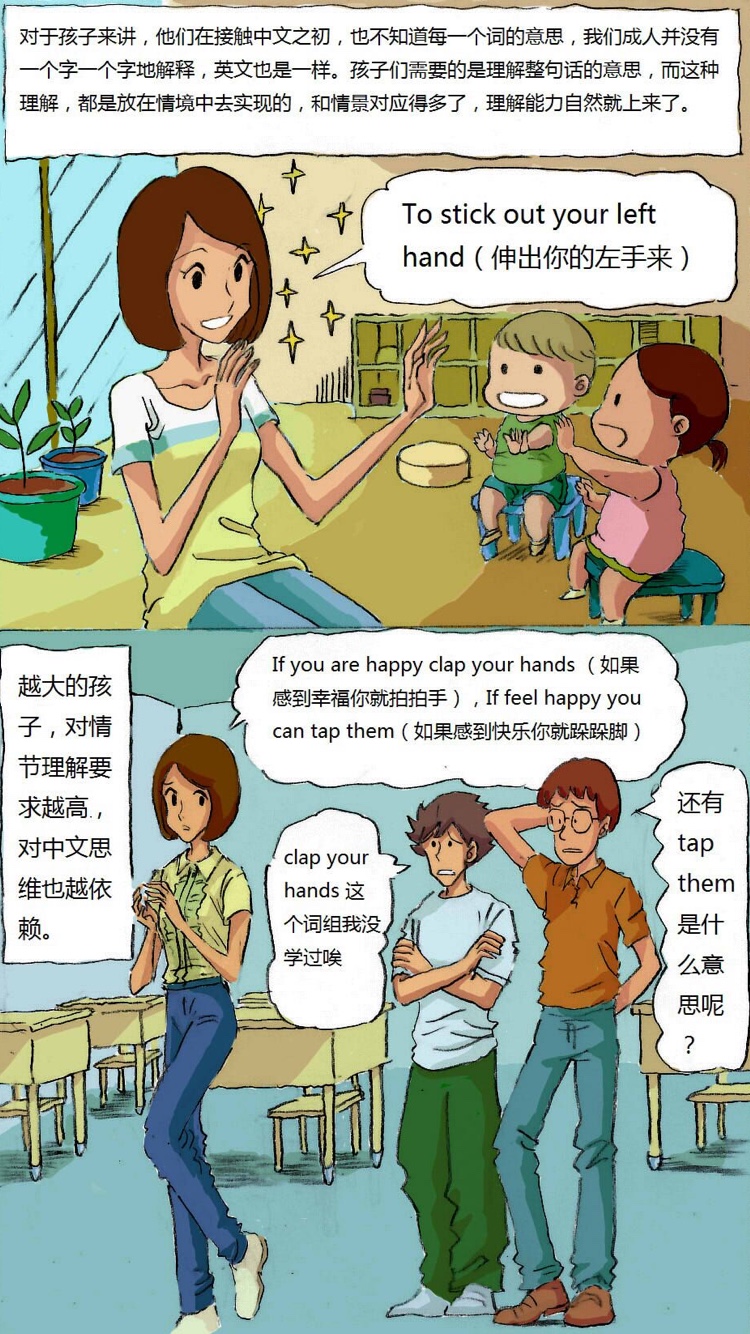 对于孩子来讲，他们在接触中文之初，也不知道每一个词的意思，我们成人并没有
一个字一个字地解释，英文也是一样。孩子们需要的是理解整句话的意思，而这种
理解，都是放在情境中去实现的，和情景对应得多了，理解能力自然就上来了。
To stick out your left
hand（伸出你的左手来）
If you are happy clap your hands（如果
感到幸福你就拍拍手），If feel happy you
can tap them（如果感到快乐你就跺跺脚）
越大的孩
子，对情
节理解要
求越高，
对中文思
维也越依
赖。
clap your
hands 这
个词组我没
学过唉
还有
tap
them
是什
么意
思呢
？